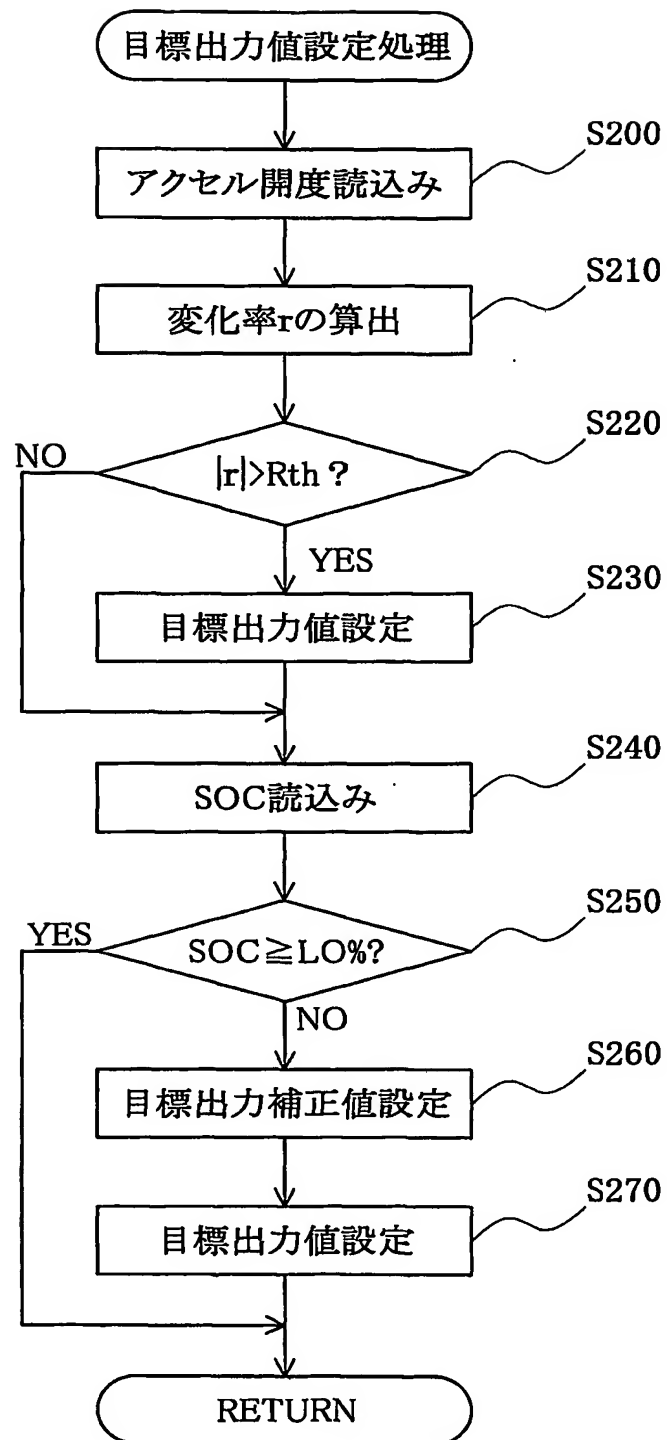 目標出力値設定処理
S200
アクセル開度読込み
S210
変化率rの算出
S220
NO
|r|>Rth?
YES
S230
目標出力値設定
S240
SOC読込み
S250
YES
SOC≧LO%?
NO
S260
目標出力補正値設定
S270
目標出力値設定
RETURN